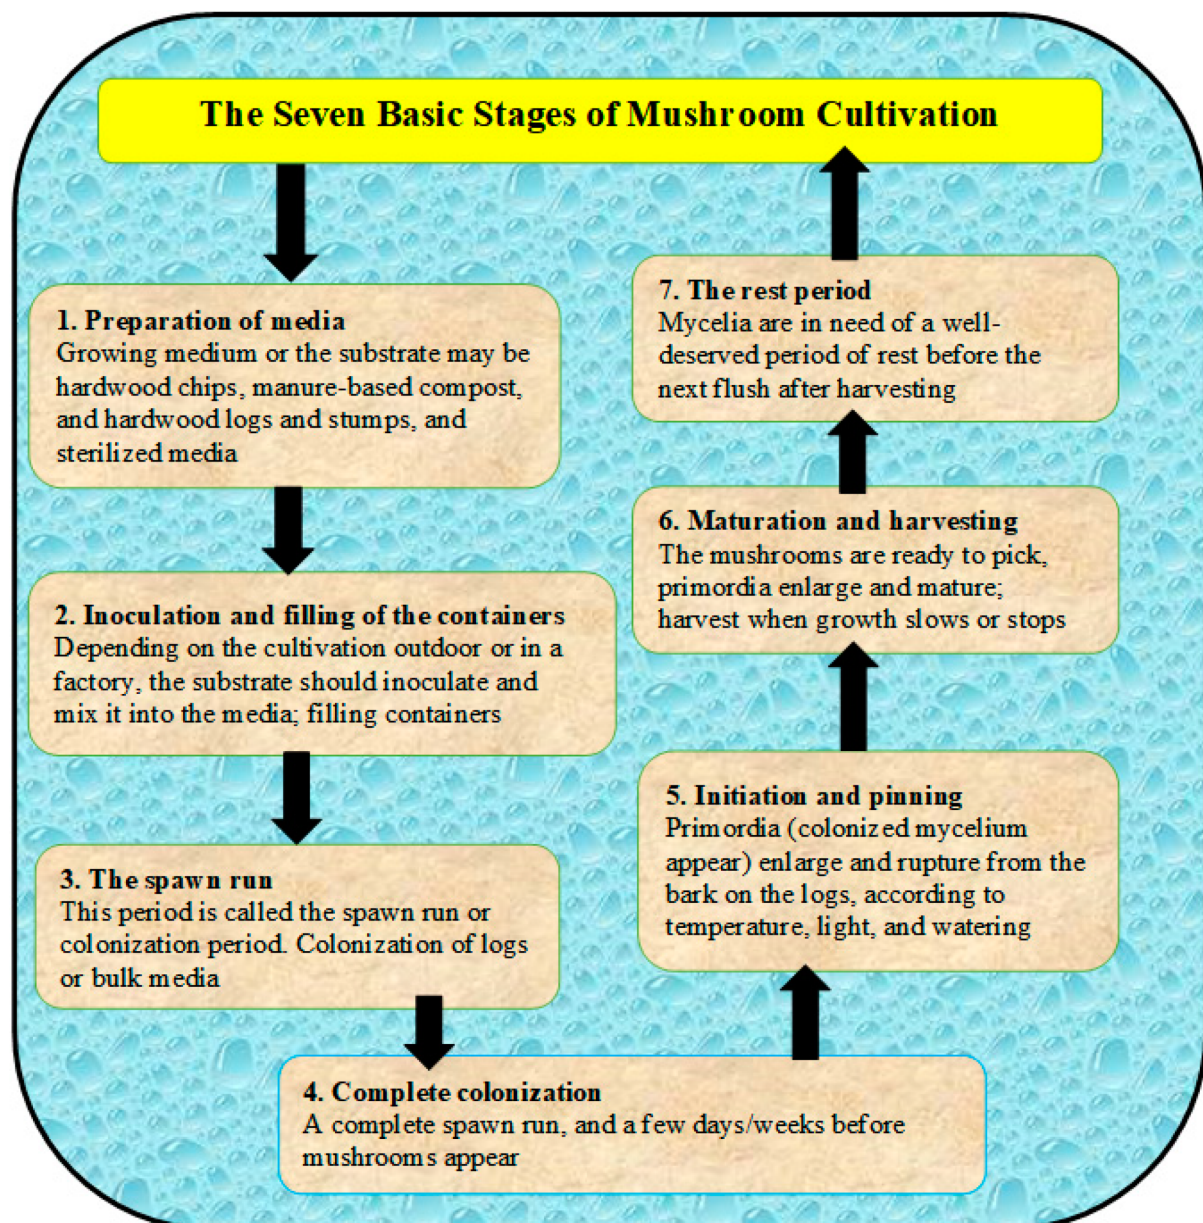 The Seven Basic Stages of Mushroom Cultivation
1. Preparation of media
Growing medium or the substrate may be
hardwood chips, manure-based compost,
and hardwood logs and stumps, and
sterilized media
2. Inoculation and filling of the containers
Depending on the cultivation outdoor or in a
factory, the substrate should inoculate and
mix it into the media; filling containers
3. The spawn run
This period is called the spawn run or
colonization period. Colonization of logs
or bulk media
4. Complete colonization
A complete spawn run, and a few days/weeks before
mushrooms appear
5. Initiation and pinning
Primordia (colonized mycelium
appear) enlarge and rupture from the
bark on the logs, according to
temperature, light, and watering
6. Maturation and harvesting
The mushrooms are ready to pick,
primordia enlarge and mature;
harvest when growth slows or stops
7. The rest period
Mycelia are in need of a well-
deserved period of rest before the
next flush after harvesting